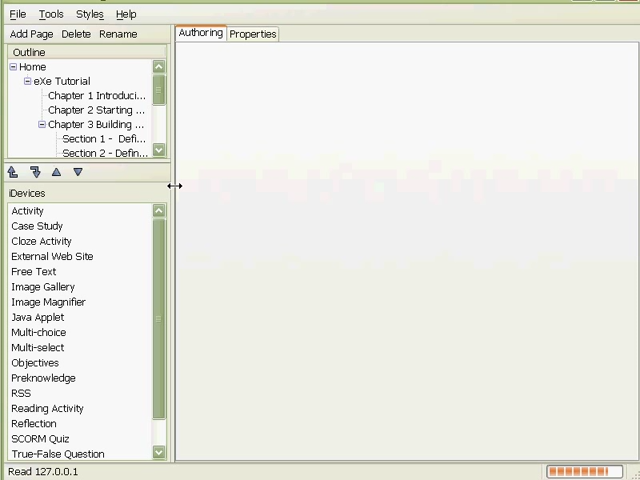 File Tools Styles Help
Add Page Delete Rename
Authoring Properties
Outline
Home
eXe Tutorial
Chapter 1 Introduci...
Chapter 2 Starting ...
Chapter 3 Building ...
Section 1 - Defi...
Section 2 - Defin...
iDevices
Activity
Case Study
Cloze Activity
External Web Site
Free Text
Image Gallery
Image Magnifier
Java Applet
Multi-choice
Multi-select
Objectives
Preknowledge
RSS
Reading Activity
Reflection
SCORM Quiz
True-False Question
Read 127.0.0.1